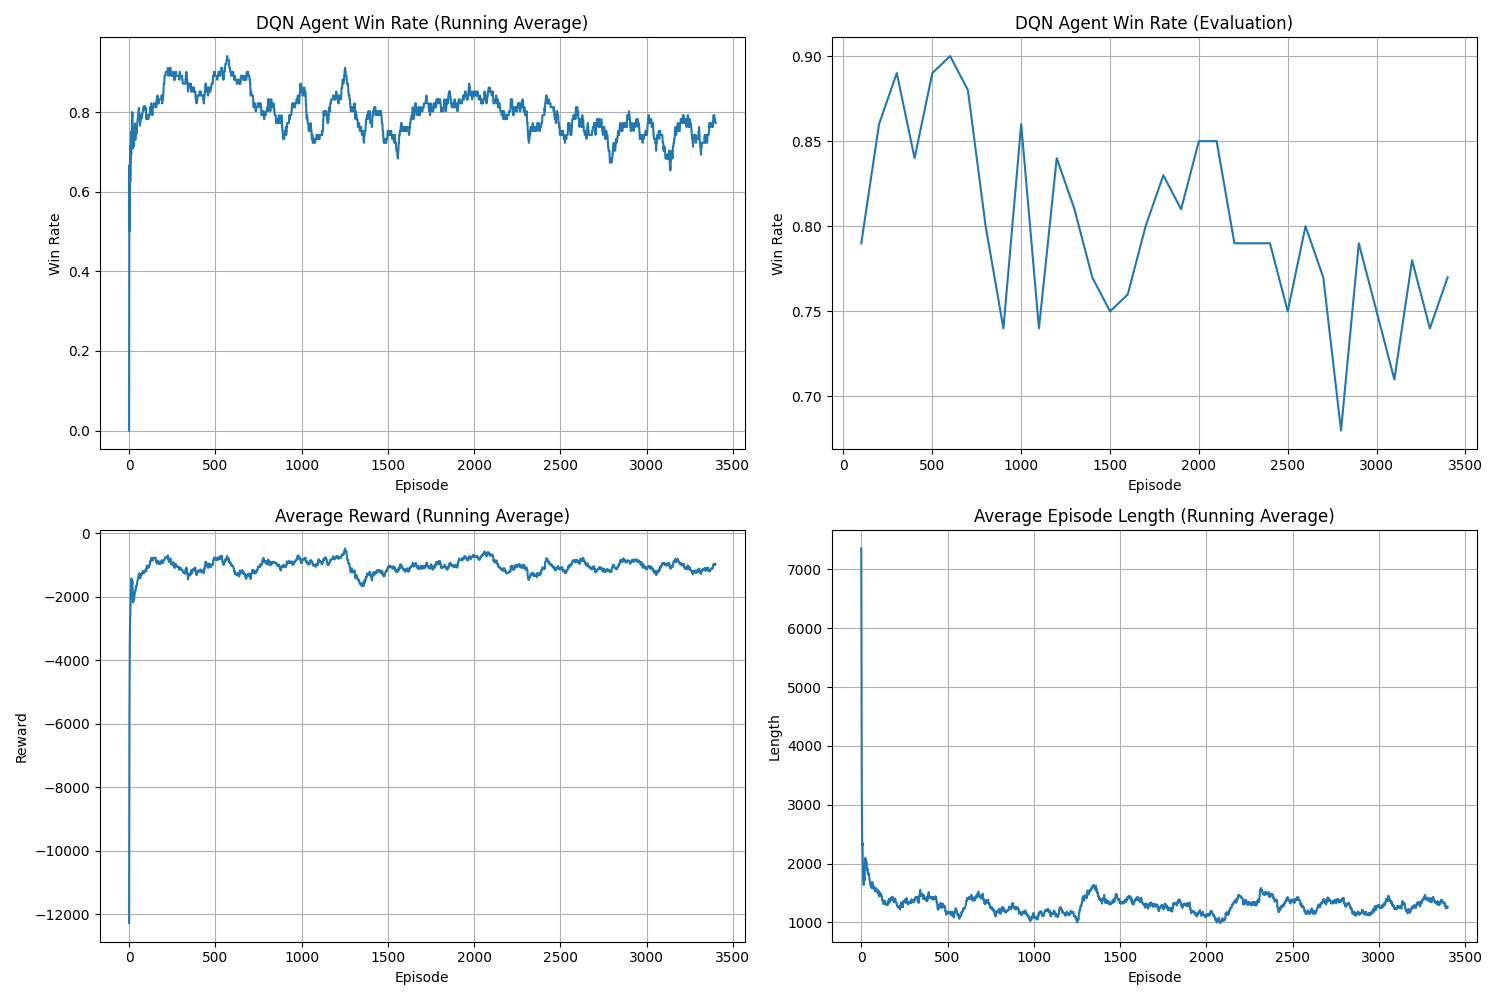 DQN Agent Win Rate (Running Average)
Win Rate
0.8
0.6
0.4
0.2
0.0
0 500 1000 1500 2000 2500 3000 3500
Episode
DQN Agent Win Rate (Evaluation)
Win Rate
0.90
0.85
0.80
0.75
0.70
0 500 1000 1500 2000 2500 3000 3500
Episode
Average Reward (Running Average)
Reward
0
−2000
−4000
−6000
−8000
−10000
−12000
0 500 1000 1500 2000 2500 3000 3500
Episode
Average Episode Length (Running Average)
Length
7000
6000
5000
4000
3000
2000
1000
0 500 1000 1500 2000 2500 3000 3500
Episode